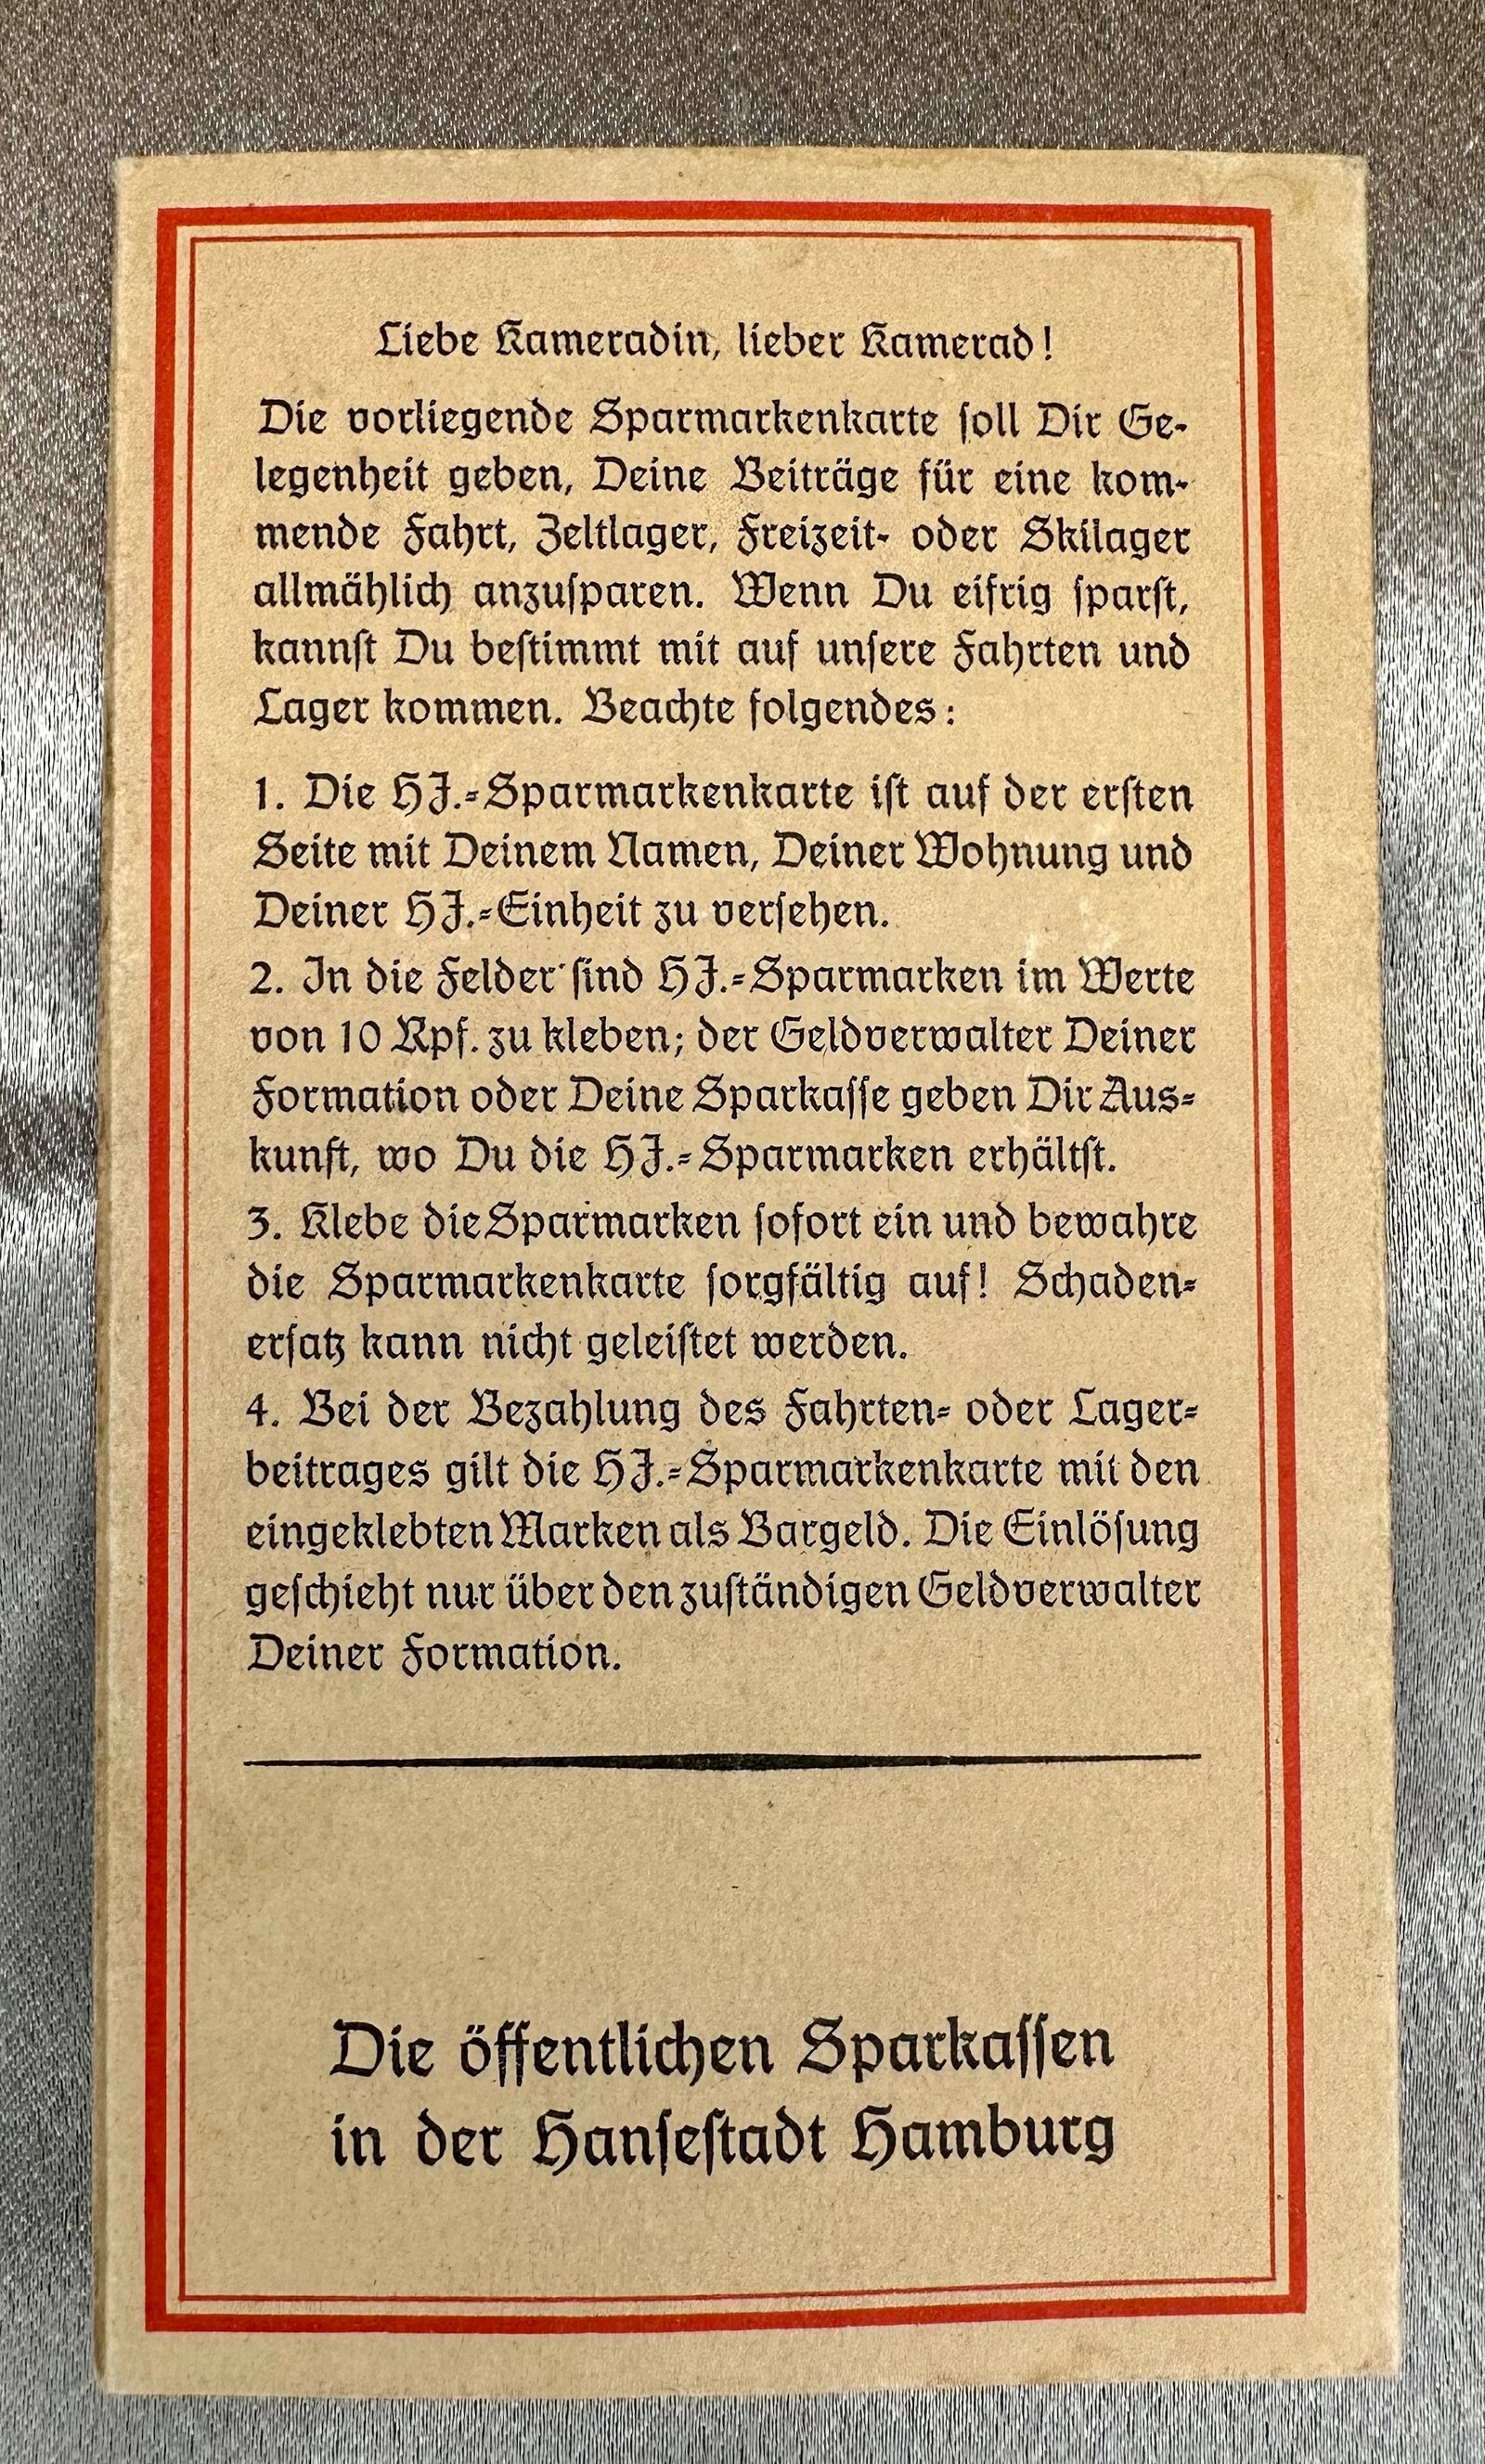 Liebe Kameradin, lieber Kamerad!
Die vorliegende Sparmarkenkarte ſoll Dir Ge-
legenheit geben, Deine Beiträge für eine kom-
mende Fahrt, Zeltlager, Freizeit- oder Skilager
allmählich anzuſparen. Wenn Du eifrig ſparſt,
kannſt Du beſtimmt mit auf unſere Fahrten und
Lager kommen. Beachte folgendes:
1. Die HJ.-Sparmarkenkarte iſt auf der erſten
Seite mit Deinem Namen, Deiner Wohnung und
Deiner HJ.-Einheit zu verſehen.
2. In die Felder ſind HJ.-Sparmarken im Werte
von 10 Rpf. zu kleben; der Geldverwalter Deiner
Formation oder Deine Sparkaſſe geben Dir Aus-
kunft, wo Du die HJ.-Sparmarken erhältſt.
3. Klebe die Sparmarken ſofort ein und bewahre
die Sparmarkenkarte ſorgfältig auf! Schaden-
erſatz kann nicht geleiſtet werden.
4. Bei der Bezahlung des Fahrten- oder Lager-
beitrages gilt die HJ.-Sparmarkenkarte mit den
eingeklebten Marken als Bargeld. Die Einlöſung
geſchieht nur über den zuſtändigen Geldverwalter
Deiner Formation.
Die öffentlichen Sparkaſſen
in der Hanſeſtadt Hamburg